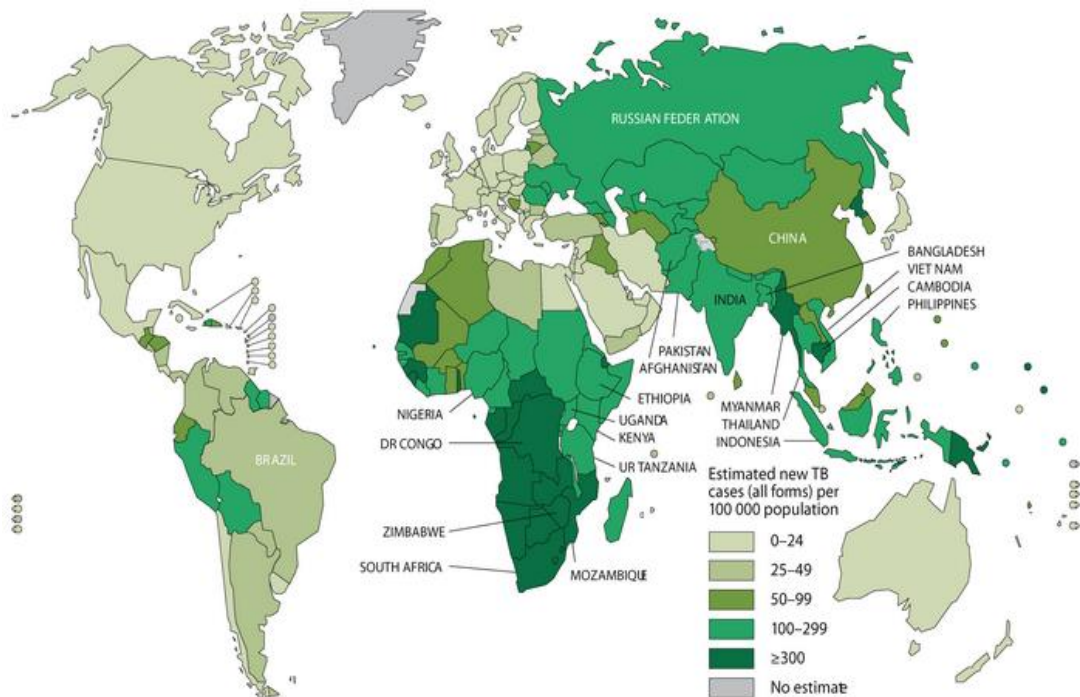 RUSSIAN FEDER ATION
CHINA
BANGLADESH
VIET NAM
CAMBODIA
PHILIPPINES
INDIA
PAKISTAN
AFGHANISTAN
ETHIOPIA
NIGERIA
UGANDA
KENYA
DR CONGO
UR TANZANIA
BRAZIL
ZIMBABWE
SOUTH AFRICA
MOZAMBIQUE
MYANMAR
THAILAND
INDONESIA
Estimated new TB
cases (all forms) per
100 000 population
0–24
25–49
50–99
100–299
≥300
No estimate